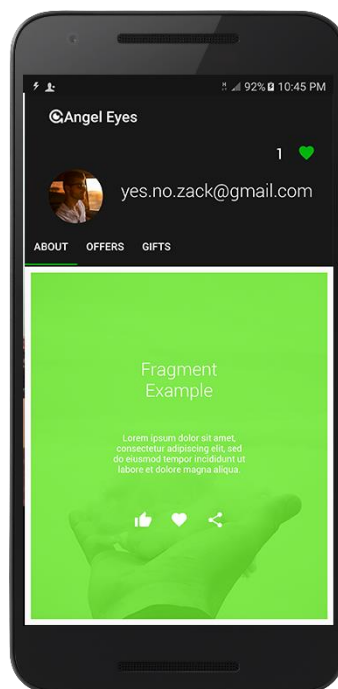 92% 10:45 PM
Angel Eyes
1
yes.no.zack@gmail.com
ABOUT OFFERS GIFTS
Fragment
Example
Lorem ipsum dolor sit amet,
consectetur adipiscing elit, sed
do eiusmod tempor incididunt ut
labore et dolore magna aliqua.